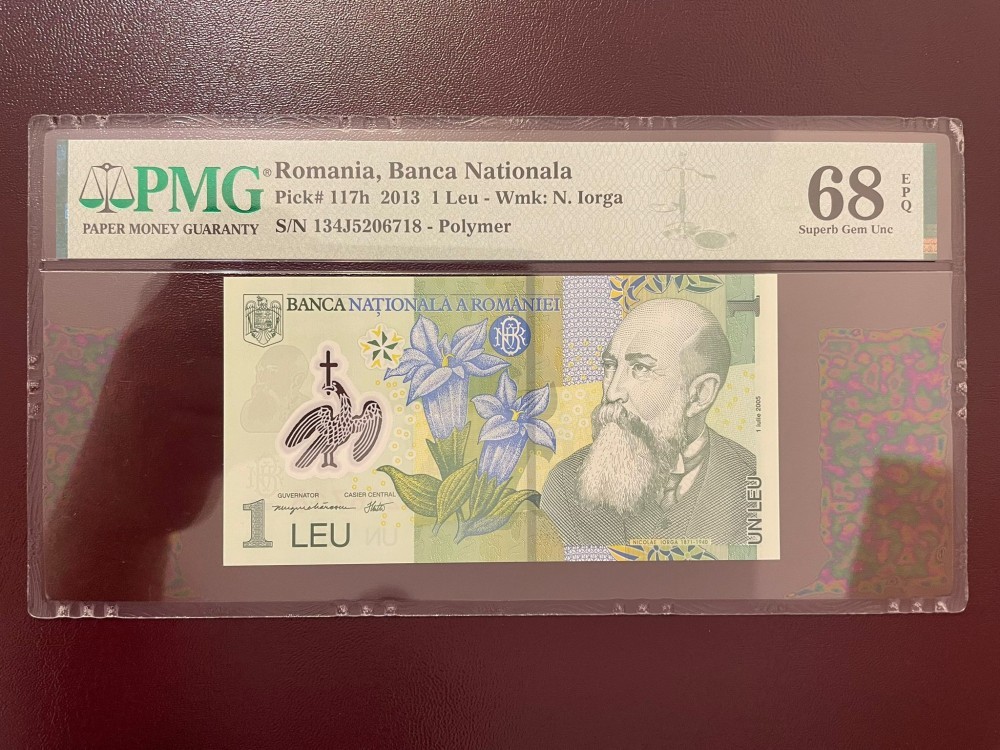 PMG®
PAPER MONEY GUARANTY
Romania, Banca Nationala
Pick# 117h 2013 1 Leu - Wmk: N. Iorga
S/N 134J5206718 - Polymer
68
EPQ
Superb Gem Unc
BANCA NAȚIONALĂ A ROMÂNIEI
1
1 Iulie 2005
GUVERNATOR
CASIER CENTRAL
1
LEU
UN
UN LEU
NICOLAE IORGA 1871-1940